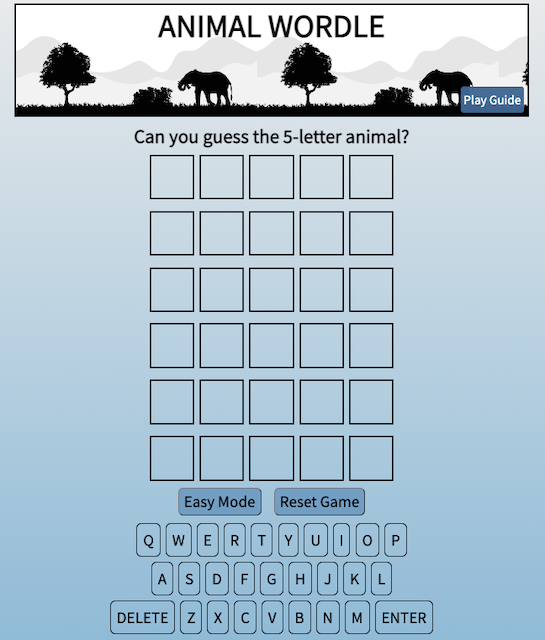 ANIMAL WORDLE
Play Guide
Can you guess the 5-letter animal?
Easy Mode Reset Game
Q W E R T Y U I O P
A S D F G H J K L
DELETE Z X C V B N M ENTER